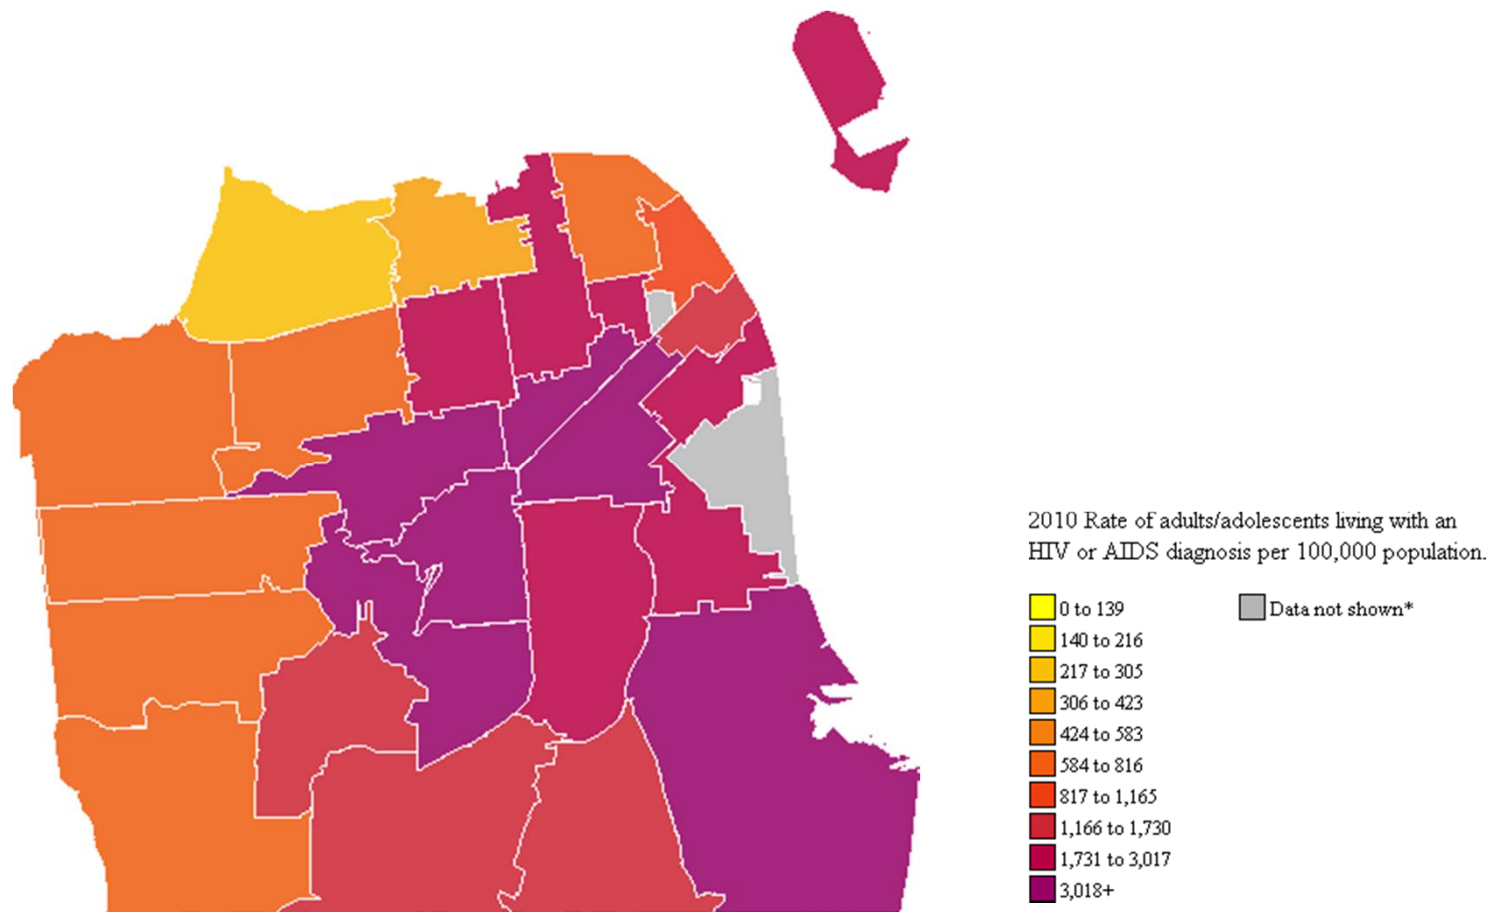 2010 Rate of adults/adolescents living with an
HIV or AIDS diagnosis per 100,000 population.
0 to 139
140 to 216
217 to 305
306 to 423
424 to 583
584 to 816
817 to 1,165
1,166 to 1,730
1,731 to 3,017
3,018+
Data not shown*